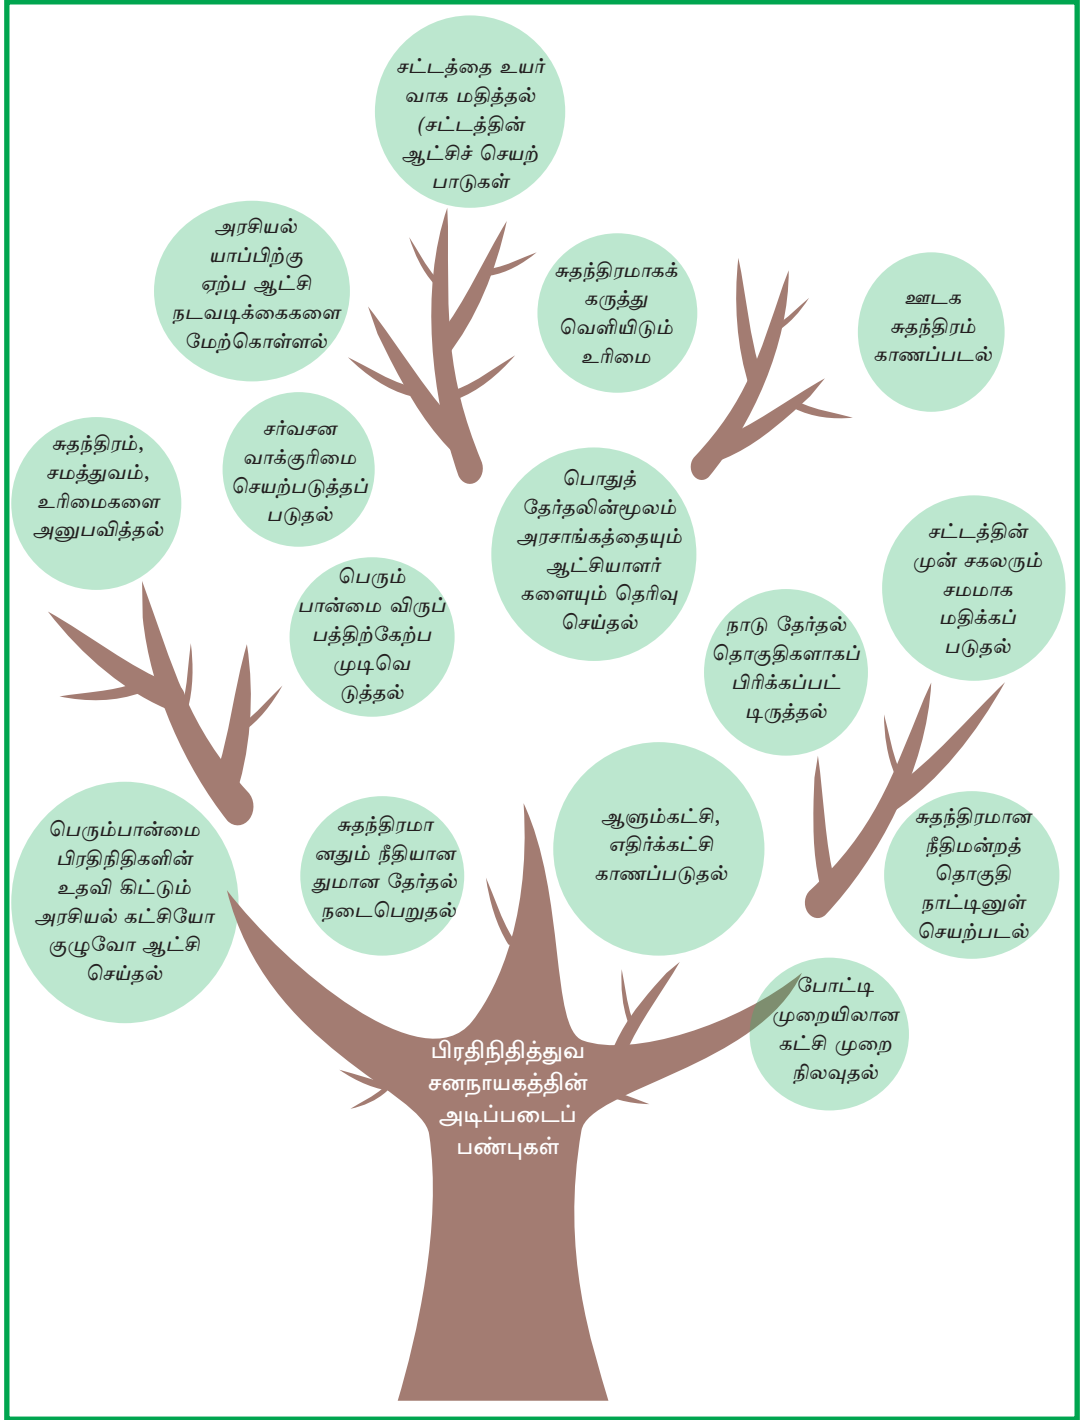 சட்டத்தை உயர்
வாக மதித்தல்
(சட்டத்தின்
ஆட்சிச் செயற்
பாடுகள்
அரசியல்
யாப்பிற்கு
ஏற்ப ஆட்சி
நடவடிக்கைகளை
மேற்கொள்ளல்
சுதந்திரமாகக்
கருத்து
வெளியிடும்
உரிமை
ஊடக
சுதந்திரம்
காணப்படல்
சுதந்திரம்,
சமத்துவம்,
உரிமைகளை
அனுபவித்தல்
சர்வசன
வாக்குரிமை
செயற்படுத்தப்
படுதல்
பொதுத்
தேர்தலின்மூலம்
அரசாங்கத்தையும்
ஆட்சியாளர்
களையும் தெரிவு
செய்தல்
சட்டத்தின்
முன் சகலரும்
சமமாக
மதிக்கப்
படுதல்
பெரும்
பான்மை விருப்
பத்திற்கேற்ப
முடிவெ
டுத்தல்
நாடு தேர்தல்
தொகுதிகளாகப்
பிரிக்கப்பட்
டிருத்தல்
பெரும்பான்மை
பிரதிநிதிகளின்
உதவி கிட்டும்
அரசியல் கட்சியோ
குழுவோ ஆட்சி
செய்தல்
சுதந்திரமா
னதும் நீதியான
துமான தேர்தல்
நடைபெறுதல்
ஆளும்கட்சி,
எதிர்க்கட்சி
காணப்படுதல்
சுதந்திரமான
நீதிமன்றத்
தொகுதி
நாட்டினுள்
செயற்படல்
போட்டி
முறையிலான
கட்சி முறை
நிலவுதல்
பிரதிநிதித்துவ
சனநாயகத்தின்
அடிப்படைப்
பண்புகள்